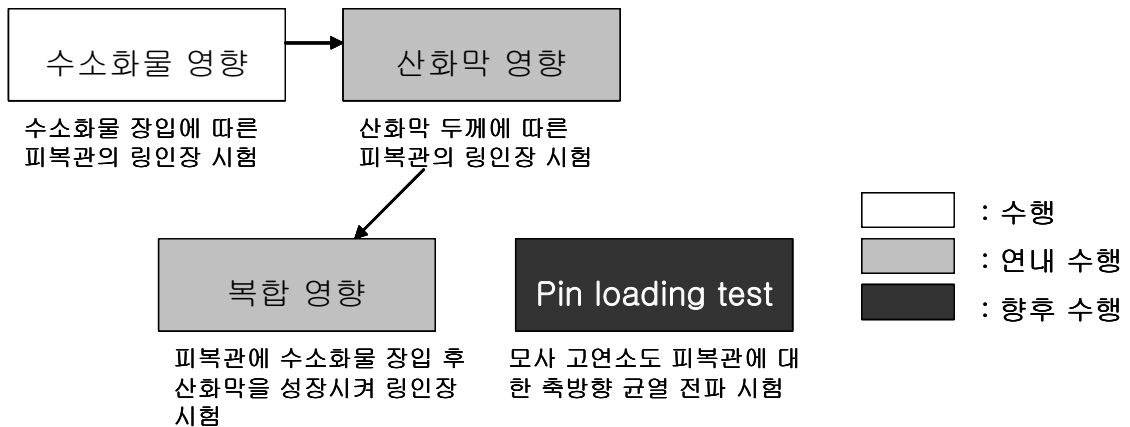 수소화물 영향
산화막 영향
수소화물 장입에 따른
피복관의 링인장 시험
산화막 두께에 따른
피복관의 링인장 시험
복합 영향
Pin loading test
피복관에 수소화물 장입 후
산화막을 성장시켜 링인장
시험
모사 고연소도 피복관에 대
한 축방향 균열 전파 시험
: 수행
: 연내 수행
: 향후 수행